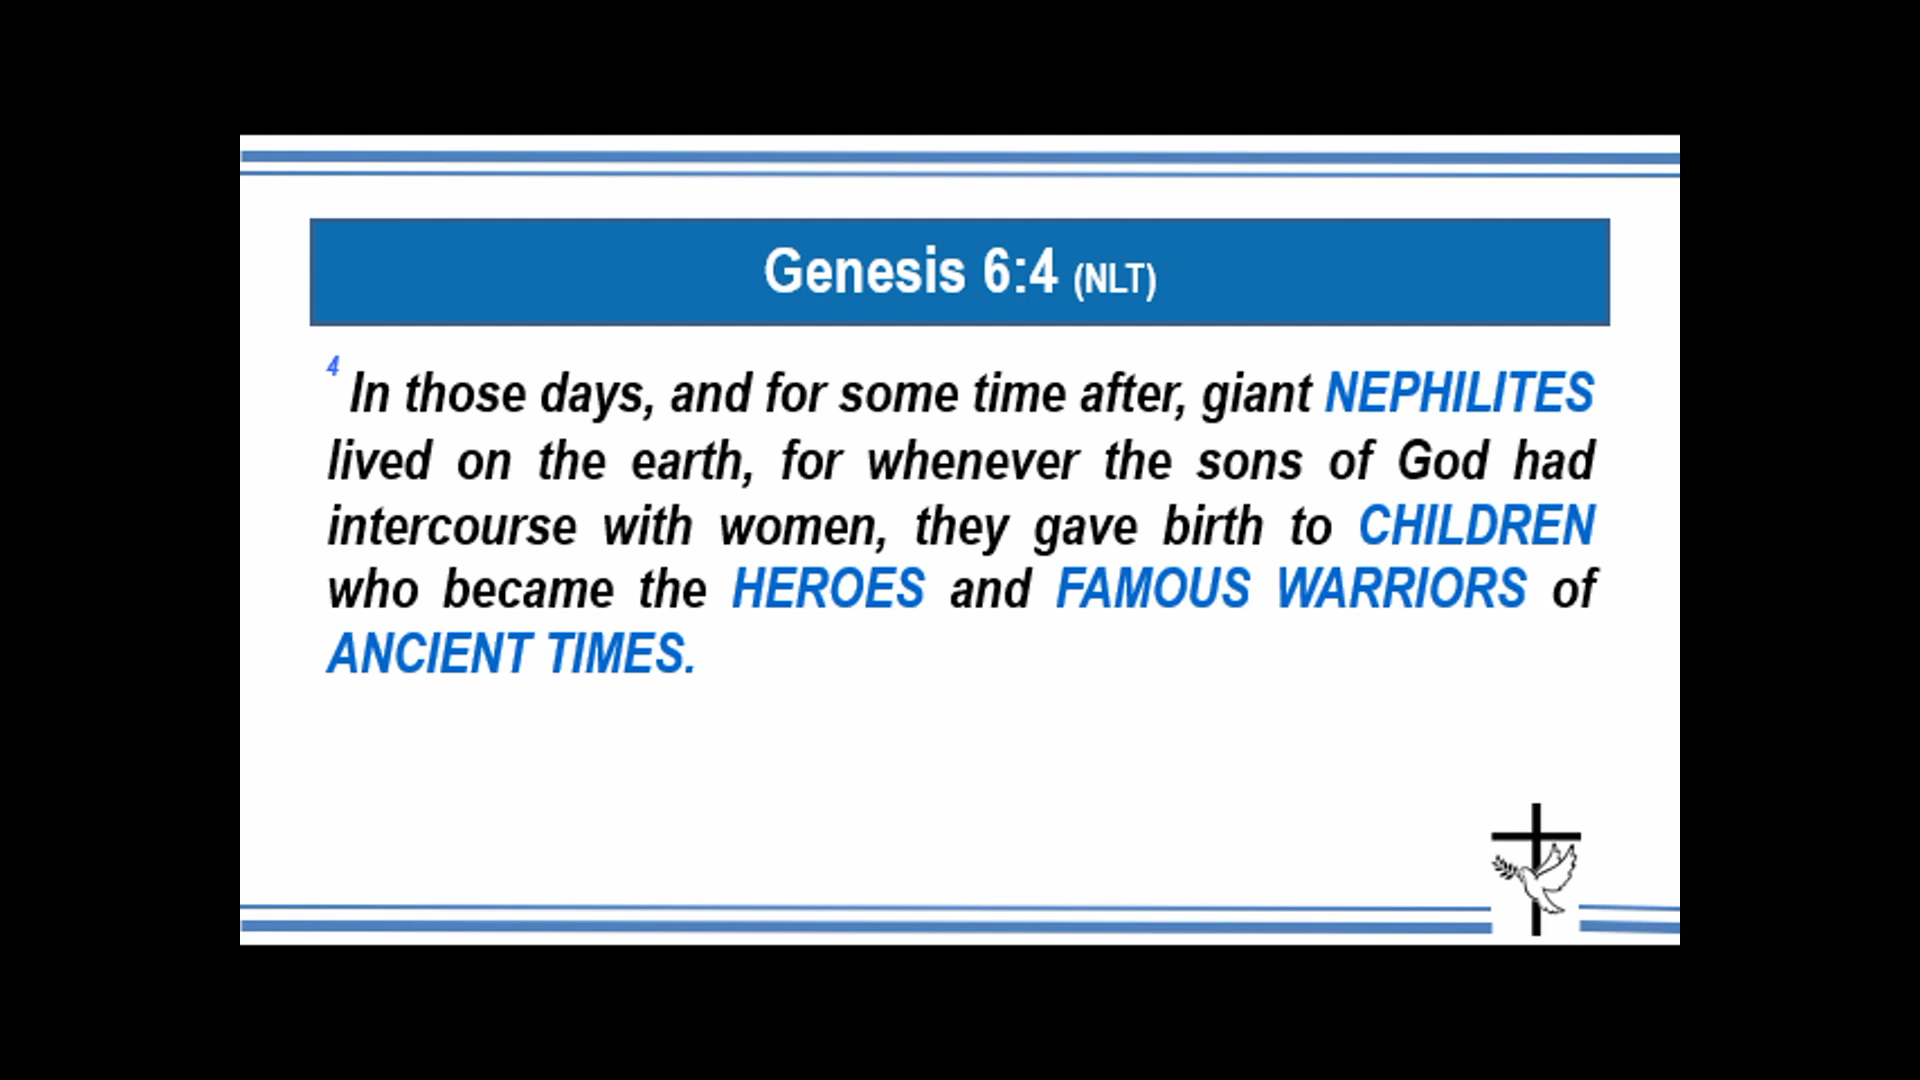 Genesis 6:4 (NLT)
4 In those days, and for some time after, giant NEPHILITES
lived on the earth, for whenever the sons of God had
intercourse with women, they gave birth to CHILDREN
who became the HEROES and FAMOUS WARRIORS of
ANCIENT TIMES.